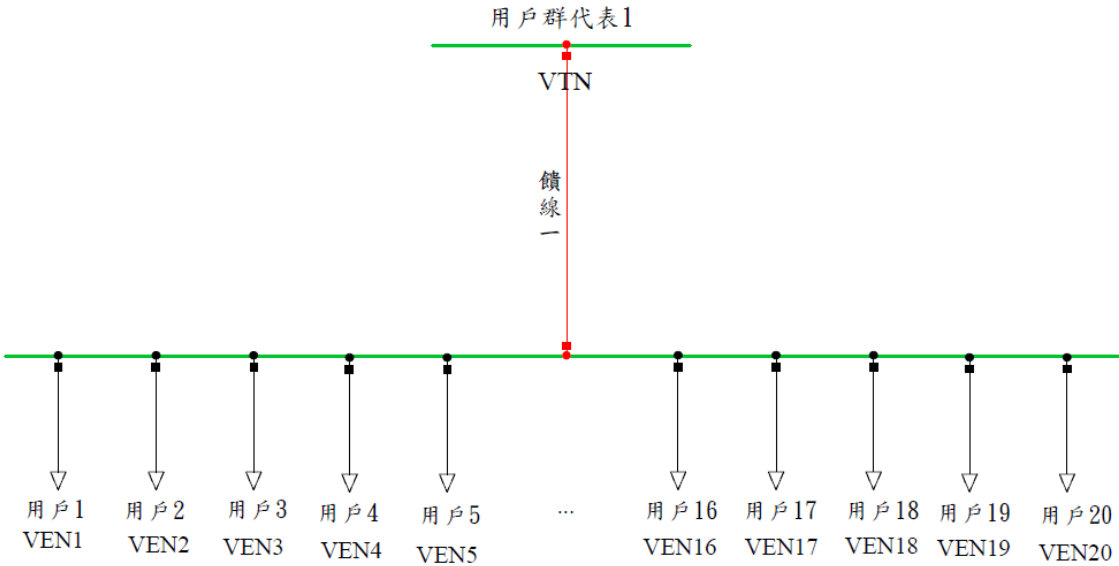 用戶群代表1
VTN
饋線一
用戶1 用戶2 用戶3 用戶4 用戶5 ... 用戶16 用戶17 用戶18 用戶19 用戶20
VEN1 VEN2 VEN3 VEN4 VEN5 VEN16 VEN17 VEN18 VEN19 VEN20